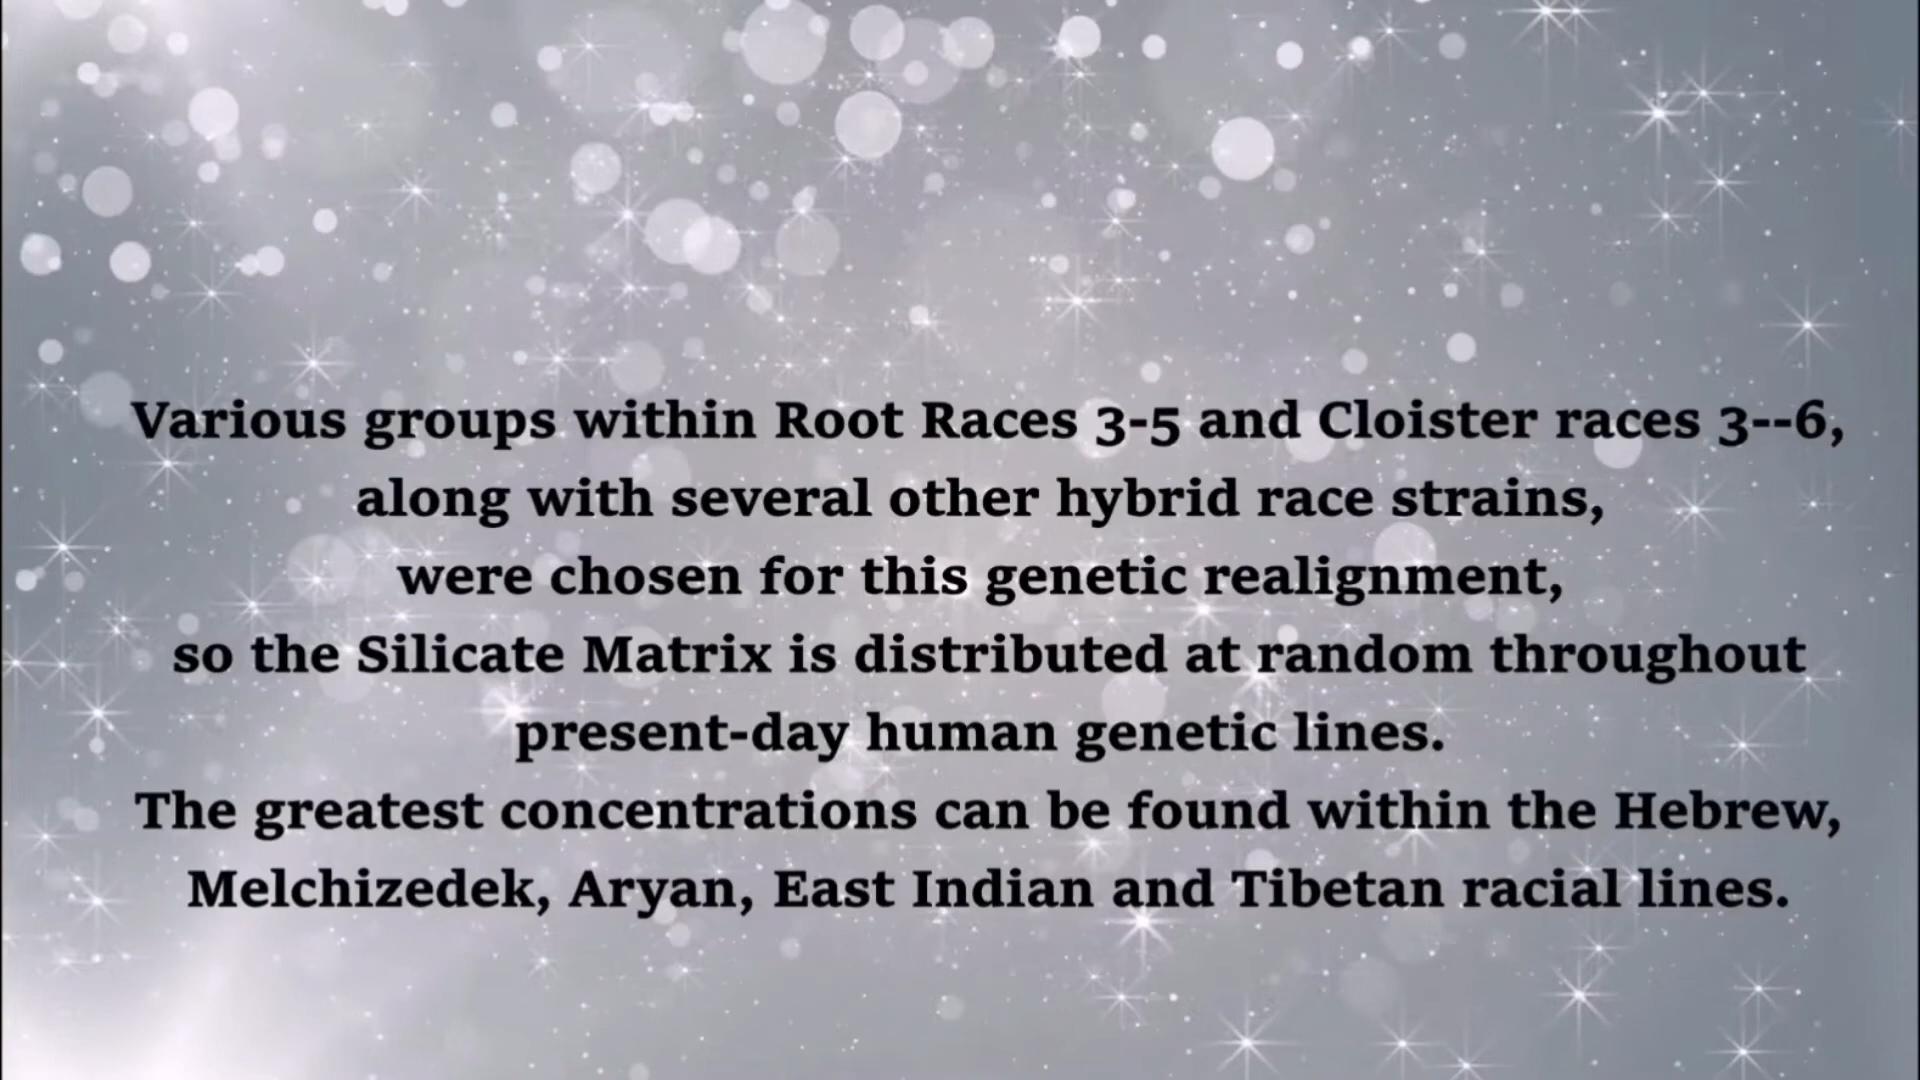 Various groups within Root Races 3-5 and Cloister races 3--6,
along with several other hybrid race strains,
were chosen for this genetic realignment,
so the Silicate Matrix is distributed at random throughout
present-day human genetic lines.
The greatest concentrations can be found within the Hebrew,
Melchizedek, Aryan, East Indian and Tibetan racial lines.